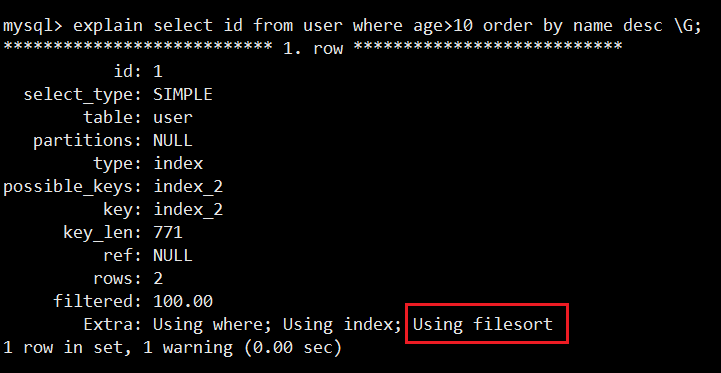 mysql> explain select id from user where age>10 order by name desc \G;
*************************** 1. row ***************************
id: 1
select_type: SIMPLE
table: user
partitions: NULL
type: index
possible_keys: index_2
key: index_2
key_len: 771
ref: NULL
rows: 2
filtered: 100.00
Extra: Using where; Using index; Using filesort
1 row in set, 1 warning (0.00 sec)